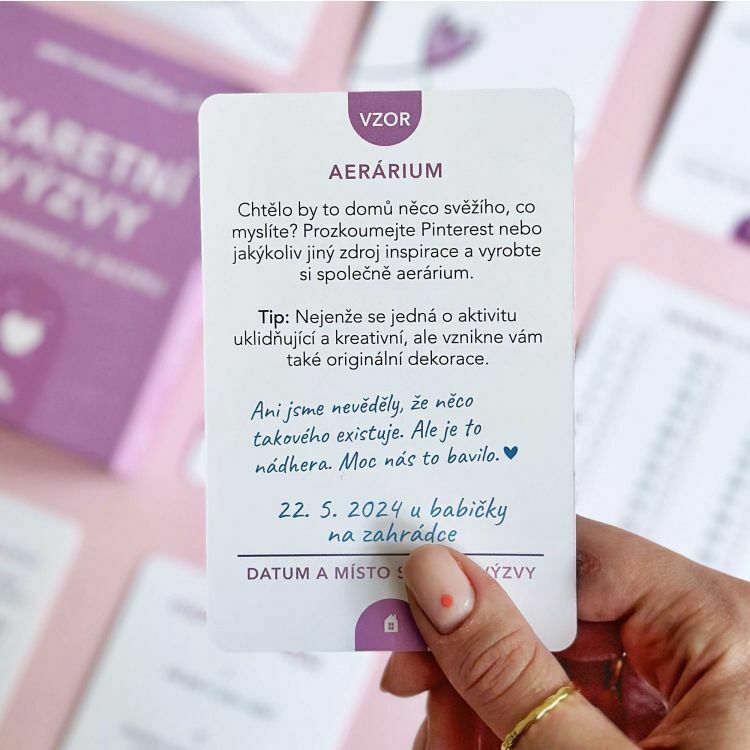 VZOR
AERÁRIUM
Chtělo by to domů něco svěžího, co
myslíte? Prozkoumejte Pinterest nebo
jakýkoliv jiný zdroj inspirace a vyrobte
si společně aerárium.
Tip: Nejenže se jedná o aktivitu
uklidňující a kreativní, ale vznikne vám
také originální dekorace.
Ani jsme nevěděly, že něco
takového existuje. Ale je to
nádhera. Moc nás to bavilo.
22. 5. 2024 u babičky
na zahrádce
DATUM A MÍSTO VÝZVY
KARETNÍ
VÝZVY